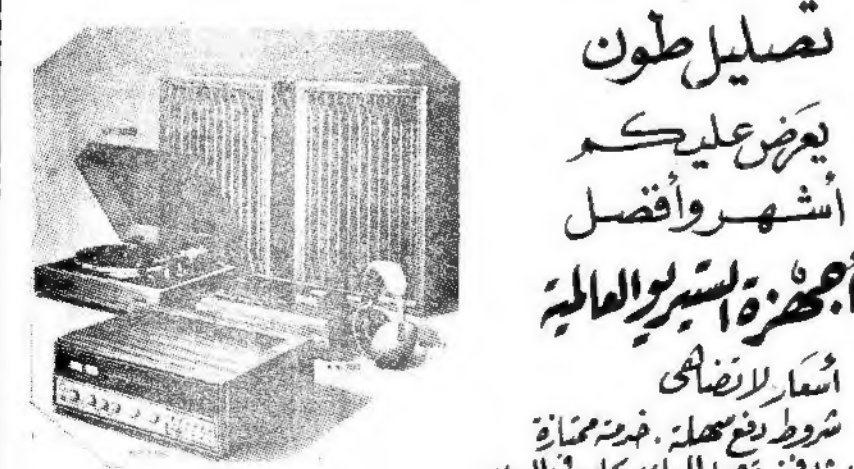 تصليل طون
يعرض عليكم
أشهر وأفضل
أجهزة الستيريو العالمية
أسعار لا تضاهى
شروط دفع سهلة . خدمة ممتازة